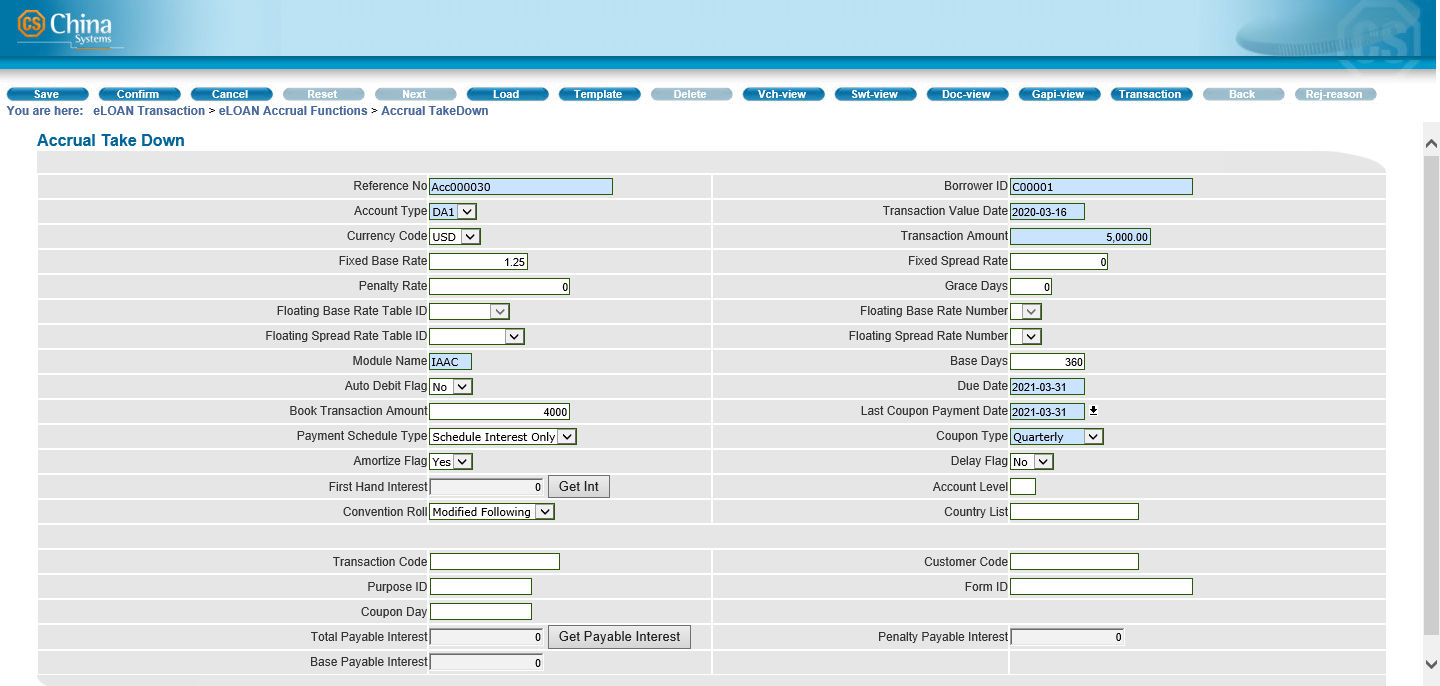 CS China
Systems
CS
Save Confirm Cancel Reset Next Load Template Delete Vch-view Swt-view Doc-view Gapi-view Transaction Back Rej-reason
You are here: eLOAN Transaction > eLOAN Accrual Functions > Accrual TakeDown
Accrual Take Down
Reference No Acc000030 Borrower ID C00001
Account Type DA1 Transaction Value Date 2020-03-16
Currency Code USD Transaction Amount 5,000.00
Fixed Base Rate 1.25 Fixed Spread Rate 0
Penalty Rate 0 Grace Days 0
Floating Base Rate Table ID Floating Base Rate Number
Floating Spread Rate Table ID Floating Spread Rate Number
Module Name IAAC Base Days 360
Auto Debit Flag No Due Date 2021-03-31
Book Transaction Amount 4000 Last Coupon Payment Date 2021-03-31
Payment Schedule Type Schedule Interest Only Coupon Type Quarterly
Amortize Flag Yes Delay Flag No
First Hand Interest 0 Get Int Account Level
Convention Roll Modified Following Country List
Transaction Code Customer Code
Purpose ID Form ID
Coupon Day
Total Payable Interest 0 Get Payable Interest Penalty Payable Interest 0
Base Payable Interest 0